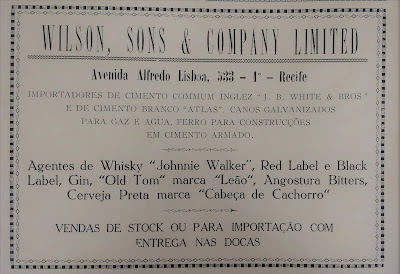 WILSON, SONS & COMPANY LIMITED
Avenida Alfredo Lisboa, 533 - 1º - Recife
IMPORTADORES DE CIMENTO COMMUM INGLEZ "J. B. WHITE & BROS"
E DE CIMENTO BRANCO "ATLAS". CANOS GALVANIZADOS
PARA GAZ E AGUA, FERRO PARA CONSTRUCÇÕES
EM CIMENTO ARMADO.
Agentes de Whisky "Johnnie Walker", Red Label e Black
Label, Gin, "Old Tom" marca "Leão", Angostura Bitters,
Cerveja Preta marca "Cabeça de Cachorro"
VENDAS DE STOCK OU PARA IMPORTAÇÃO COM
ENTREGA NAS DOCAS